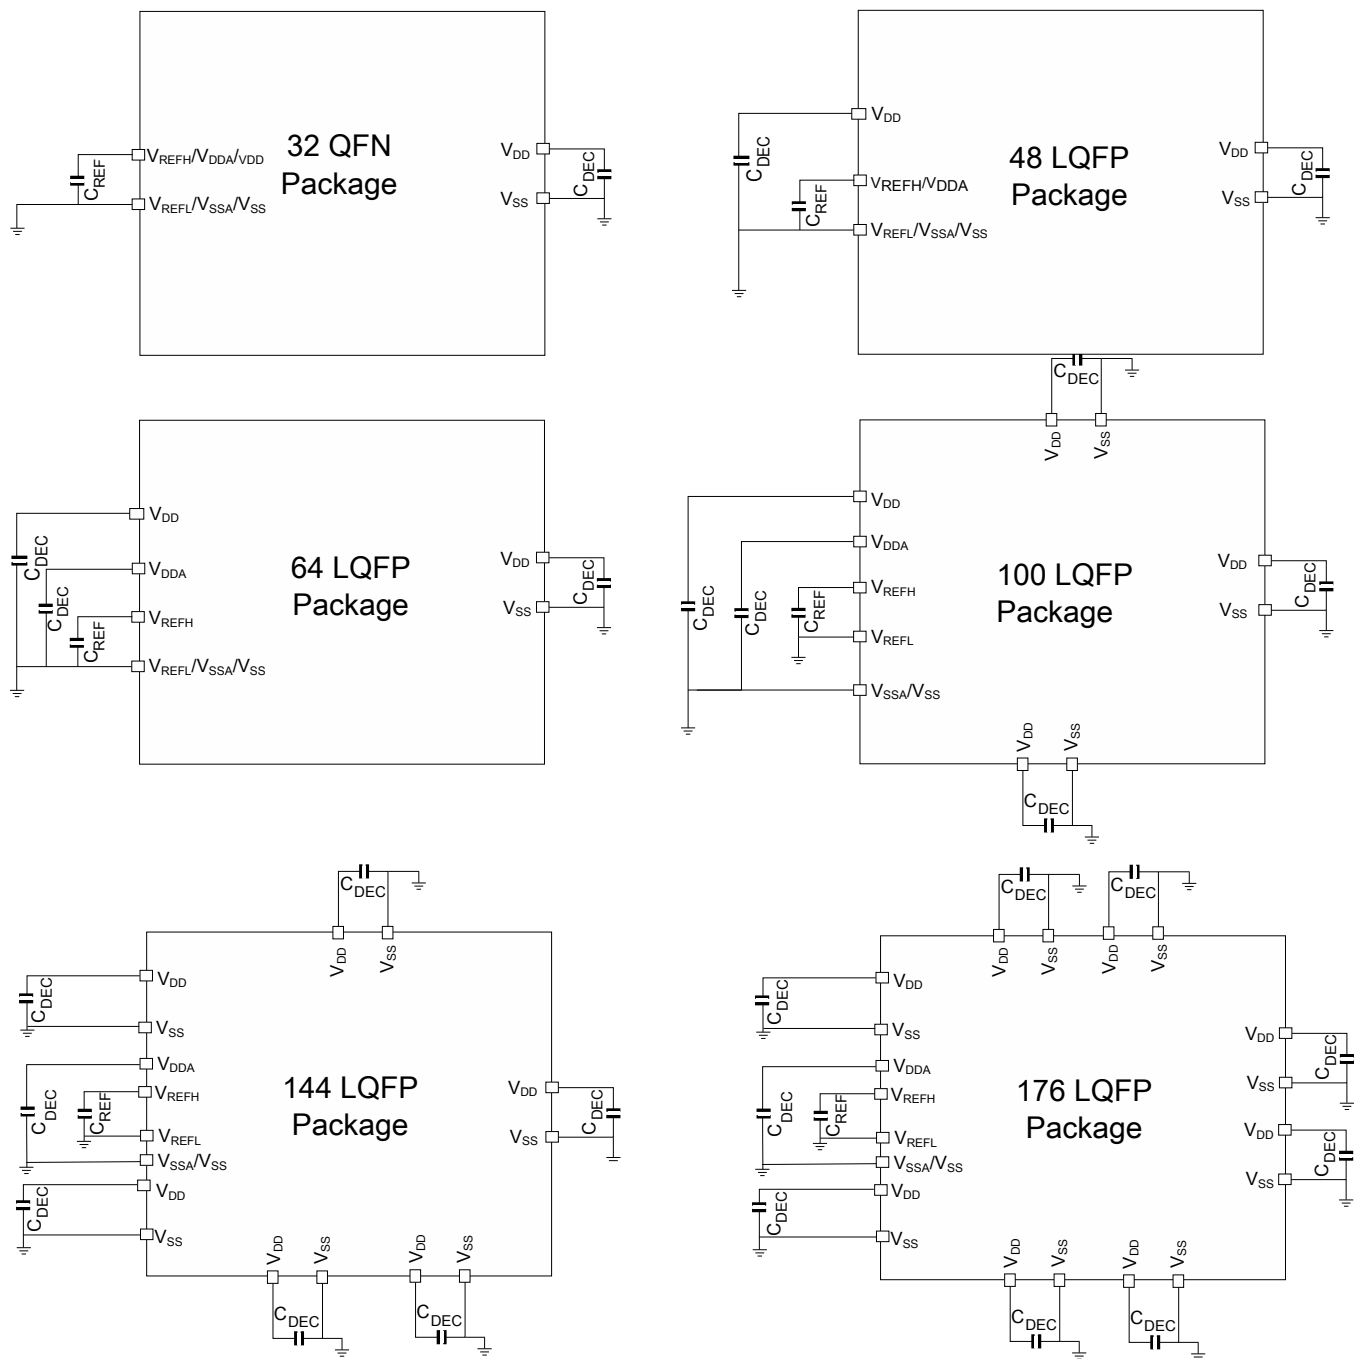 32 QFN
Package
VREFH/VDDA/VDD
CREF
VREFL/VSSA/VSS
VDD
CDEC
VSS
48 LQFP
Package
VDD
CDEC
VREFH/VDDA
CREF
VREFL/VSSA/VSS
VDD
CDEC
VSS
64 LQFP
Package
VDD
CDEC
VDDA
CDEC
VREFH
CREF
VREFL/VSSA/VSS
VDD
CDEC
VSS
CDEC
VDD
VSS
100 LQFP
Package
VDD
CDEC
VDDA
CDEC
VREFH
CREF
VREFL
VSSA/VSS
VDD
CDEC
VSS
VDD
VSS
CDEC
CDEC
VDD
VSS
144 LQFP
Package
VDD
CDEC
VSS
VDDA
CDEC
VREFH
CREF
VREFL
VSSA/VSS
VDD
CDEC
VSS
VDD
CDEC
VSS
VDD
VSS
CDEC
VDD
VSS
CDEC
CDEC
VDD
VSS
CDEC
VDD
VSS
176 LQFP
Package
VDD
CDEC
VSS
VDDA
CDEC
VREFH
CREF
VREFL
VSSA/VSS
VDD
CDEC
VSS
VDD
CDEC
VSS
VDD
CDEC
VSS
VDD
VSS
CDEC
VDD
VSS
CDEC